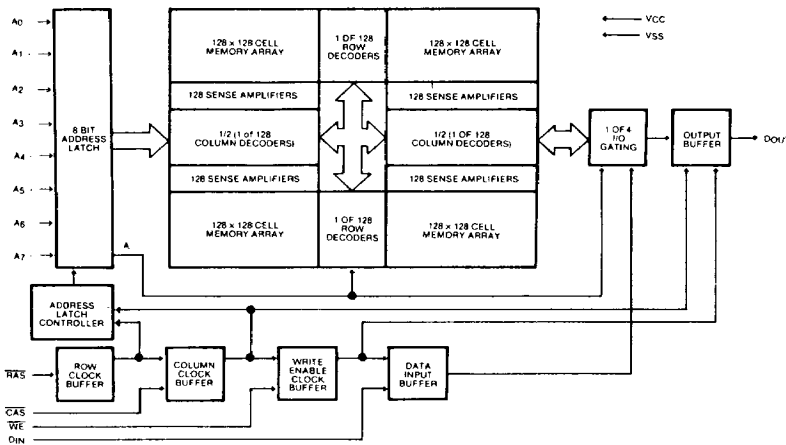 A0
A1
A2
A3
A4
A5
A6
A7
8 BIT
ADDRESS
LATCH
A
128 x 128 CELL
MEMORY ARRAY
1 OF 128
ROW
DECODERS
128 x 128 CELL
MEMORY ARRAY
128 SENSE AMPLIFIERS
128 SENSE AMPLIFIERS
1/2 (1 of 128
COLUMN DECODERS)
1/2 (1 OF 128
COLUMN DECODERS)
128 SENSE AMPLIFIERS
128 SENSE AMPLIFIERS
128 x 128 CELL
MEMORY ARRAY
1 OF 128
ROW
DECODERS
128 x 128 CELL
MEMORY ARRAY
VCC
VSS
1 OF 4
I/O
GATING
OUTPUT
BUFFER
DOUT
ADDRESS
LATCH
CONTROLLER
RAS
ROW
CLOCK
BUFFER
COLUMN
CLOCK
BUFFER
WRITE
ENABLE
CLOCK
BUFFER
DATA
INPUT
BUFFER
CAS
WE
DIN